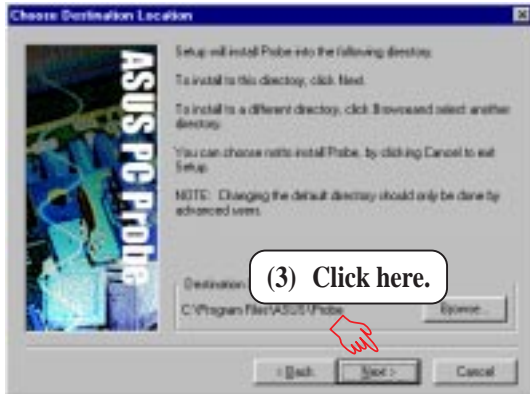 Choose Destination Location
ASUS PC Probe
Setup will install Probe into the following directory.
To install to this directory, click Next.
To install to a different directory, click Browse and select another
directory.
You can choose not to install Probe, by clicking Cancel to exit
Setup.
NOTE: Changing the default directory should only be done by
advanced users.
(3) Click here.
Destination
C:\Program Files\ASUS\Probe
Browse...
< Back
Next >
Cancel